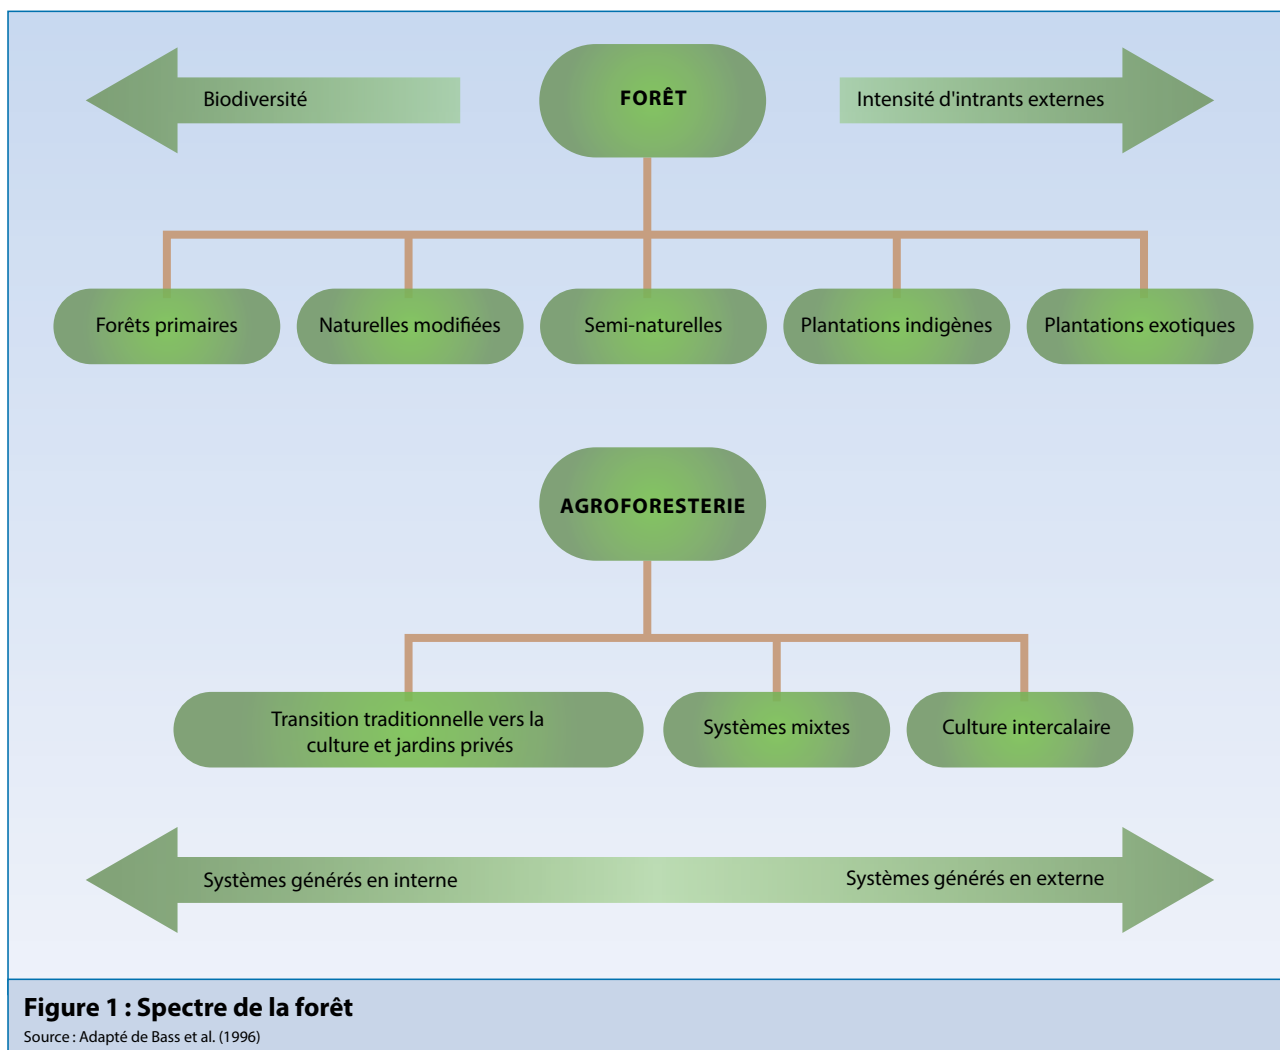 Biodiversité
FORÊT
Intensité d'intrants externes
Forêts primaires
Naturelles modifiées
Semi-naturelles
Plantations indigènes
Plantations exotiques
AGROFORESTERIE
Transition traditionnelle vers la
culture et jardins privés
Systèmes mixtes
Culture intercalaire
Systèmes générés en interne
Systèmes générés en externe
Figure 1 : Spectre de la forêt
Source : Adapté de Bass et al. (1996)